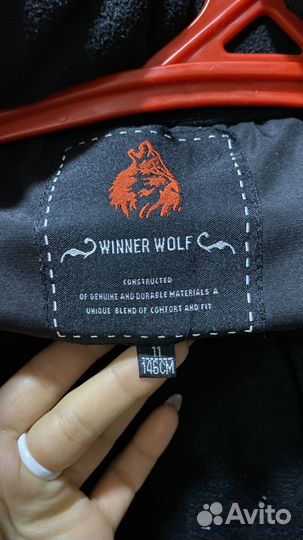 WINNER WOLF
CONSTRUCTED
OF GENUINE AND DURABLE MATERIALS A
UNIQUE BLEND OF COMFORT AND FIT
11
146CM
Avito